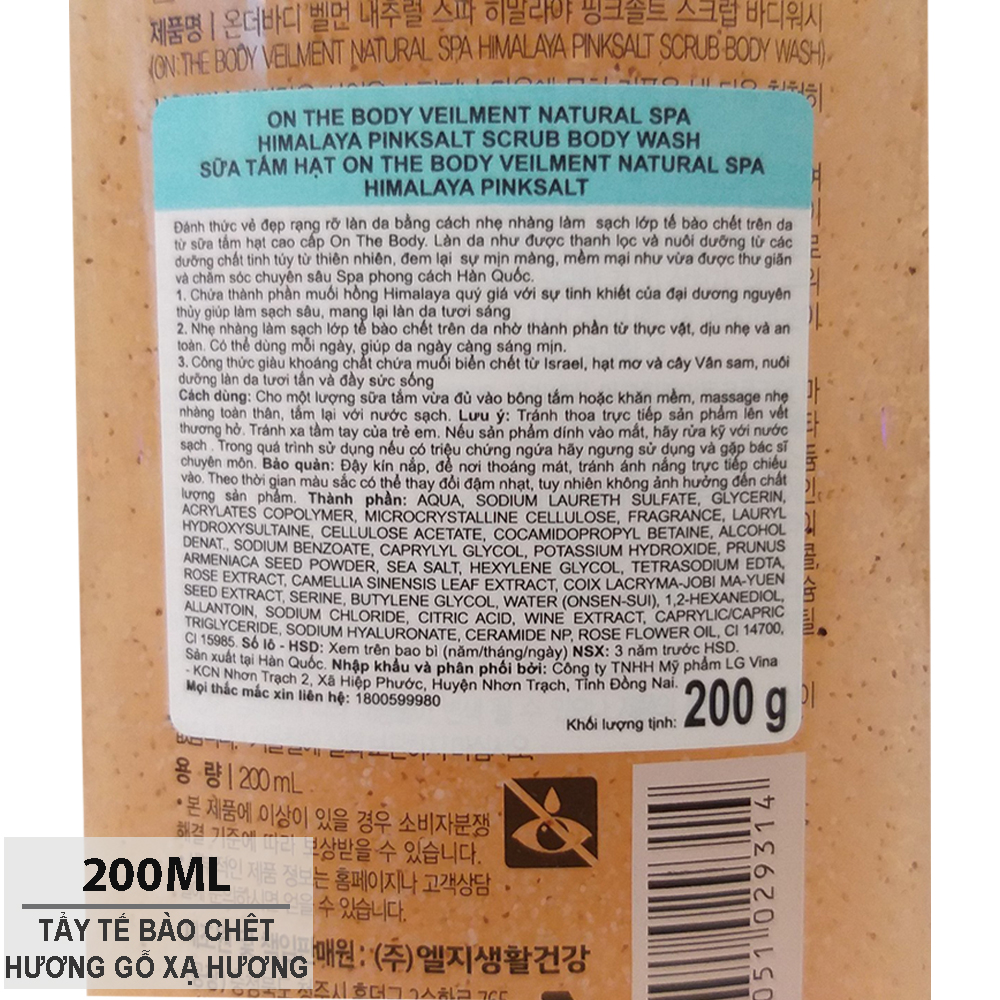 제품명 | 온더바디 벨먼 내추럴 스파 히말라야 핑크솔트 스크럽 바디워시
(ON:THE BODY VEILMENT NATURAL SPA HIMALAYA PINKSALT SCRUB BODY WASH)
ON THE BODY VEILMENT NATURAL SPA
HIMALAYA PINKSALT SCRUB BODY WASH
SỮA TẮM HẠT ON THE BODY VEILMENT NATURAL SPA
HIMALAYA PINKSALT
Đánh thức vẻ đẹp rạng rỡ làn da bằng cách nhẹ nhàng làm sạch lớp tế bào chết trên da
từ sữa tắm hạt cao cấp On The Body. Làn da như được thanh lọc và nuôi dưỡng từ các
dưỡng chất tinh túy từ thiên nhiên, đem lại sự mịn màng, mềm mại như vừa được thư giãn
và chăm sóc chuyên sâu Spa phong cách Hàn Quốc.
1. Chứa thành phần muối hồng Himalaya quý giá với sự tinh khiết của đại dương nguyên
thủy giúp làm sạch sâu, mang lại làn da tươi sáng
2. Nhẹ nhàng làm sạch lớp tế bào chết trên da nhờ thành phần từ thực vật, dịu nhẹ và an
toàn. Có thể dùng mỗi ngày, giúp da ngày càng sáng mịn.
3. Công thức giàu khoáng chất chứa muối biển chết từ Israel, hạt mơ và cây Vân sam, nuôi
dưỡng làn da tươi tắn và đầy sức sống
Cách dùng: Cho một lượng sữa tắm vừa đủ vào bông tắm hoặc khăn mềm, massage nhẹ
nhàng toàn thân, tắm lại với nước sạch. Lưu ý: Tránh thoa trực tiếp sản phẩm lên vết
thương hở. Tránh xa tầm tay của trẻ em. Nếu sản phẩm dính vào mắt, hãy rửa kỹ với nước
sạch . Trong quá trình sử dụng nếu có triệu chứng ngứa hãy ngưng sử dụng và gặp bác sĩ
chuyên môn. Bảo quản: Đậy kín nắp, để nơi thoáng mát, tránh ánh nắng trực tiếp chiếu
vào. Theo thời gian màu sắc có thể thay đổi đậm nhạt, tuy nhiên không ảnh hưởng đến chất
lượng sản phẩm. Thành phần: AQUA, SODIUM LAURETH SULFATE, GLYCERIN,
ACRYLATES COPOLYMER, MICROCRYSTALLINE CELLULOSE, FRAGRANCE, LAURYL
HYDROXYSULTAINE, CELLULOSE ACETATE, COCAMIDOPROPYL BETAINE, ALCOHOL
DENAT., SODIUM BENZOATE, CAPRYLYL GLYCOL, POTASSIUM HYDROXIDE, PRUNUS
ARMENIACA SEED POWDER, SEA SALT, HEXYLENE GLYCOL, TETRASODIUM EDTA,
ROSE EXTRACT, CAMELLIA SINENSIS LEAF EXTRACT, COIX LACRYMA-JOBI MA-YUEN
SEED EXTRACT, SERINE, BUTYLENE GLYCOL, WATER (ONSEN-SUI), 1,2-HEXANEDIOL,
ALLANTOIN, SODIUM CHLORIDE, CITRIC ACID, WINE EXTRACT, CAPRYLIC/CAPRIC
TRIGLYCERIDE, SODIUM HYALURONATE, CERAMIDE NP, ROSE FLOWER OIL, CI 14700,
CI 15985. Số lô - HSD: Xem trên bao bì (năm/tháng/ngày) NSX: 3 năm trước HSD.
Sản xuất tại Hàn Quốc. Nhập khẩu và phân phối bởi: Công ty TNHH Mỹ phẩm LG Vina
- KCN Nhơn Trạch 2, Xã Hiệp Phước, Huyện Nhơn Trạch, Tỉnh Đồng Nai.
Mọi thắc mắc xin liên hệ: 1800599980
Khối lượng tịnh: 200 g
용 량 | 200 mL
• 본 제품에 이상이 있을 경우 소비자분쟁
해결 기준에 따라 보상받을 수 있습니다.
제품 정보는 홈페이지나 고객상담
수 있습니다.
판매원: (주)엘지생활건강
051 029314
200ML
TẨY TẾ BÀO CHẾT
HƯƠNG GỖ XẠ HƯƠNG